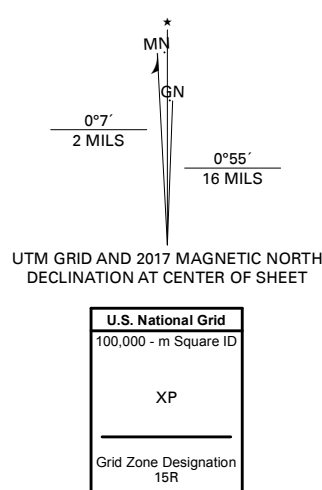 MN
GN
0°7´
2 MILS
0°55´
16 MILS
UTM GRID AND 2017 MAGNETIC NORTH
DECLINATION AT CENTER OF SHEET
U.S. National Grid
100,000 - m Square ID
XP
Grid Zone Designation
15R